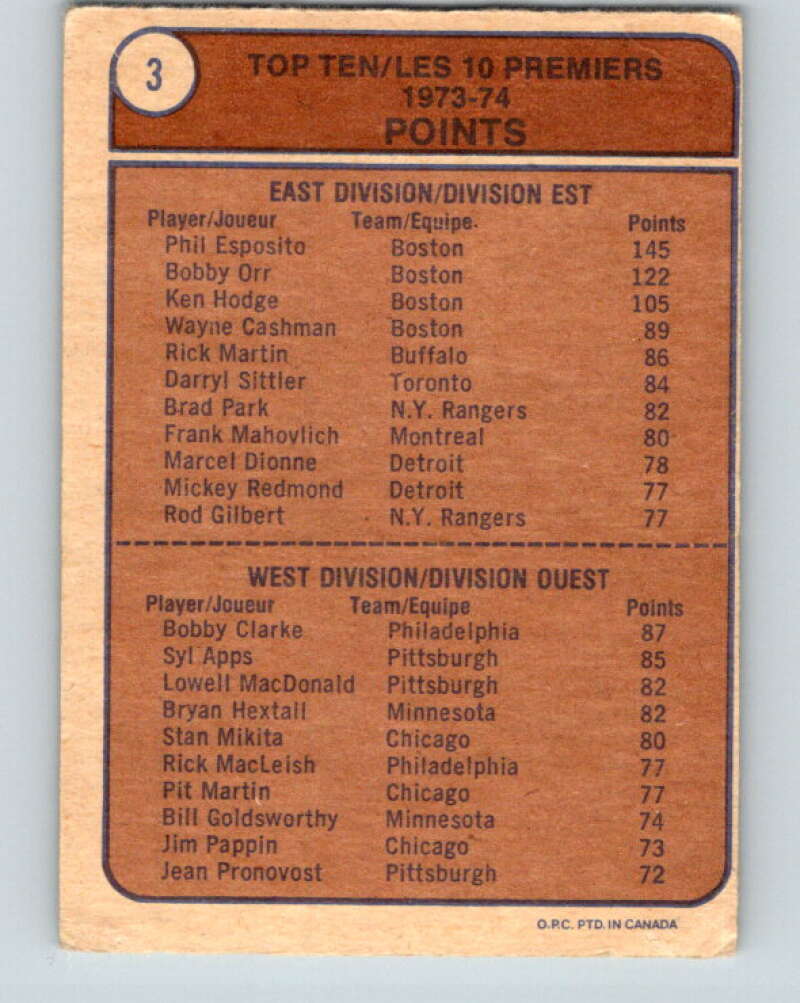 3
TOP TEN/LES 10 PREMIERS
1973-74
POINTS
EAST DIVISION/DIVISION EST
Player/Joueur Team/Equipe Points
Phil Esposito Boston 145
Bobby Orr Boston 122
Ken Hodge Boston 105
Wayne Cashman Boston 89
Rick Martin Buffalo 86
Darryl Sittler Toronto 84
Brad Park N.Y. Rangers 82
Frank Mahovlich Montreal 80
Marcel Dionne Detroit 78
Mickey Redmond Detroit 77
Rod Gilbert N.Y. Rangers 77
WEST DIVISION/DIVISION OUEST
Player/Joueur Team/Equipe Points
Bobby Clarke Philadelphia 87
Syl Apps Pittsburgh 85
Lowell MacDonald Pittsburgh 82
Bryan Hextall Minnesota 82
Stan Mikita Chicago 80
Rick MacLeish Philadelphia 77
Pit Martin Chicago 77
Bill Goldsworthy Minnesota 74
Jim Pappin Chicago 73
Jean Pronovost Pittsburgh 72
O.P.C. PTD. IN CANADA